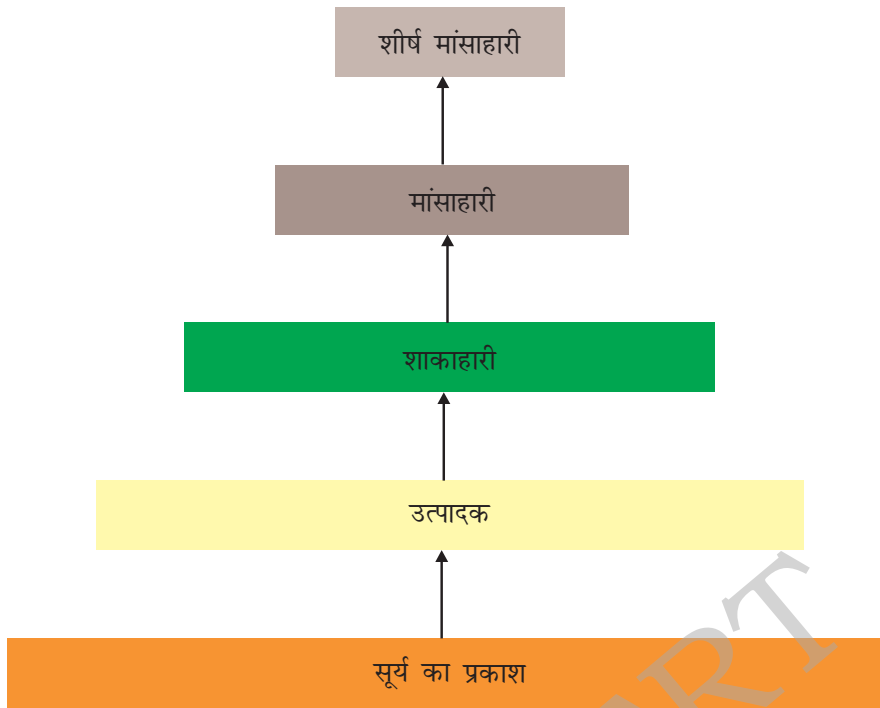 शीर्ष मांसाहारी
मांसाहारी
शाकाहारी
उत्पादक
सूर्य का प्रकाश